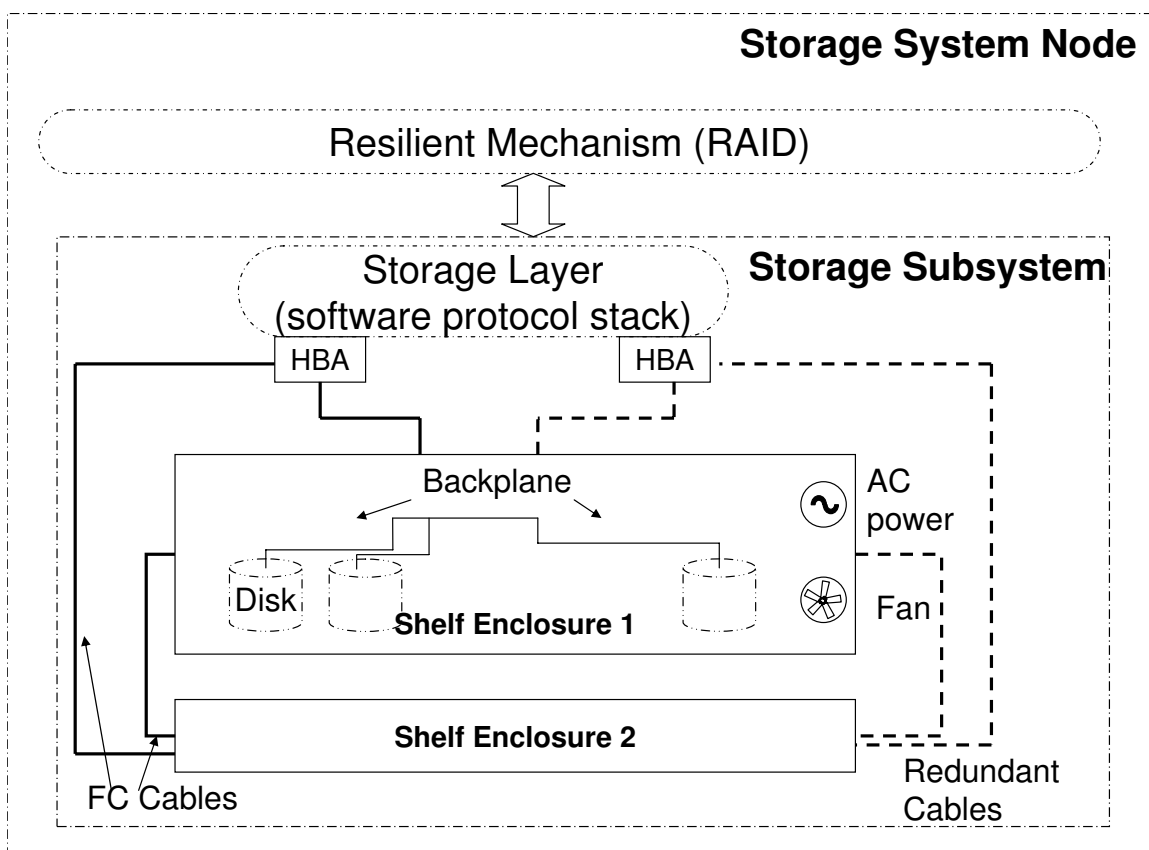 Storage System Node
Resilient Mechanism (RAID)
Storage Layer
(software protocol stack)
Storage Subsystem
HBA
HBA
Backplane
AC
power
Disk
Fan
Shelf Enclosure 1
Shelf Enclosure 2
FC Cables
Redundant
Cables